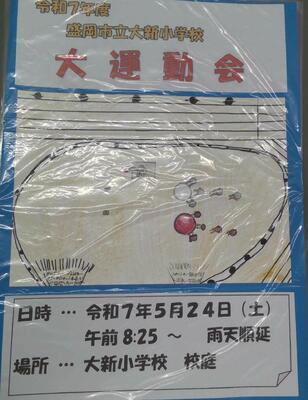 令和7年度
盛岡市立大新小学校
大運動会
日時 … 令和7年5月24日(土)
午前8:25 ～ 雨天順延
場所 … 大新小学校 校庭